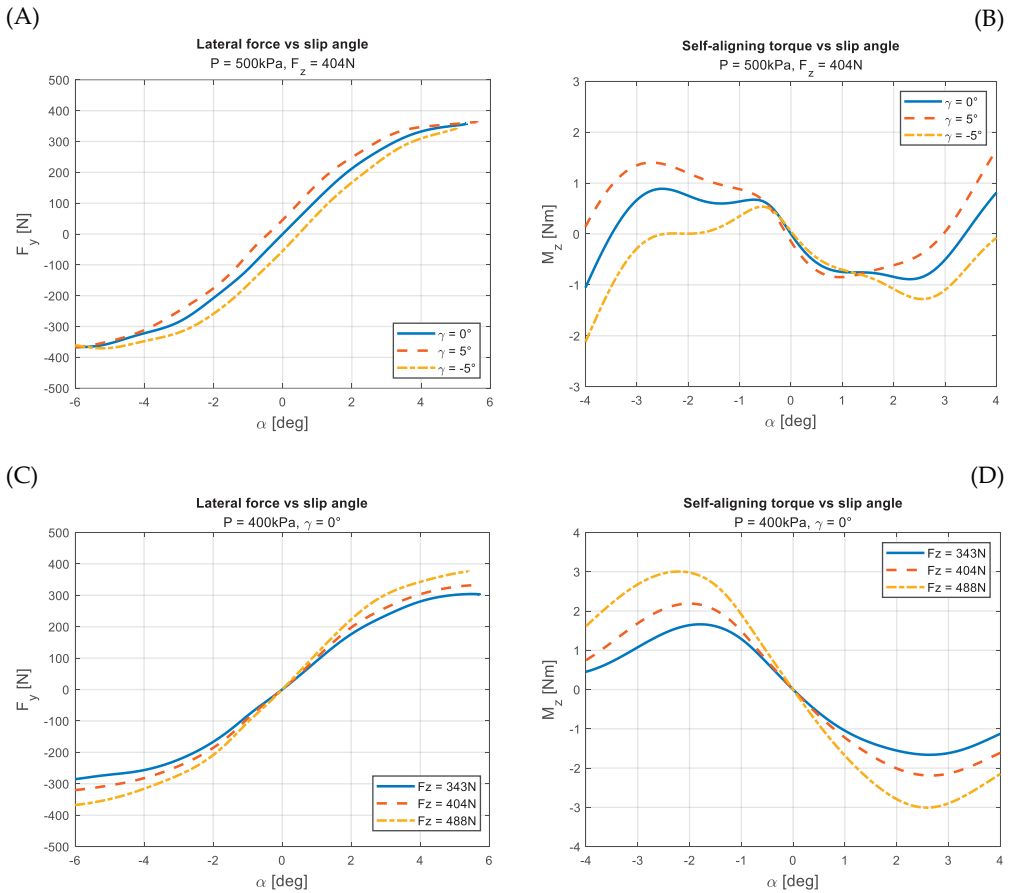 (A)
Lateral force vs slip angle
P = 500kPa, F_z = 404N
500
400
300
200
100
0
-100
-200
-300
-400
-500
F_y [N]
-6
-4
-2
0
2
4
6
α [deg]
γ = 0°
γ = 5°
γ = -5°
(B)
Self-aligning torque vs slip angle
P = 500kPa, F_z = 404N
3
2
1
0
-1
-2
-3
M_z [Nm]
-4
-3
-2
-1
0
1
2
3
4
α [deg]
γ = 0°
γ = 5°
γ = -5°
(C)
Lateral force vs slip angle
P = 400kPa, γ = 0°
500
400
300
200
100
0
-100
-200
-300
-400
-500
F_y [N]
-6
-4
-2
0
2
4
6
α [deg]
Fz = 343N
Fz = 404N
Fz = 488N
(D)
Self-aligning torque vs slip angle
P = 400kPa, γ = 0°
4
3
2
1
0
-1
-2
-3
-4
M_z [Nm]
-4
-3
-2
-1
0
1
2
3
4
α [deg]
Fz = 343N
Fz = 404N
Fz = 488N